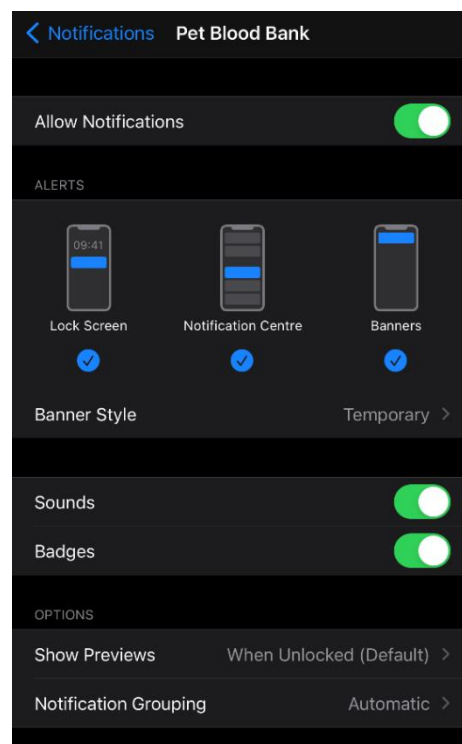 Notifications Pet Blood Bank
Allow Notifications
ALERTS
09:41
Lock Screen Notification Centre Banners
Banner Style Temporary
Sounds
Badges
OPTIONS
Show Previews When Unlocked (Default)
Notification Grouping Automatic